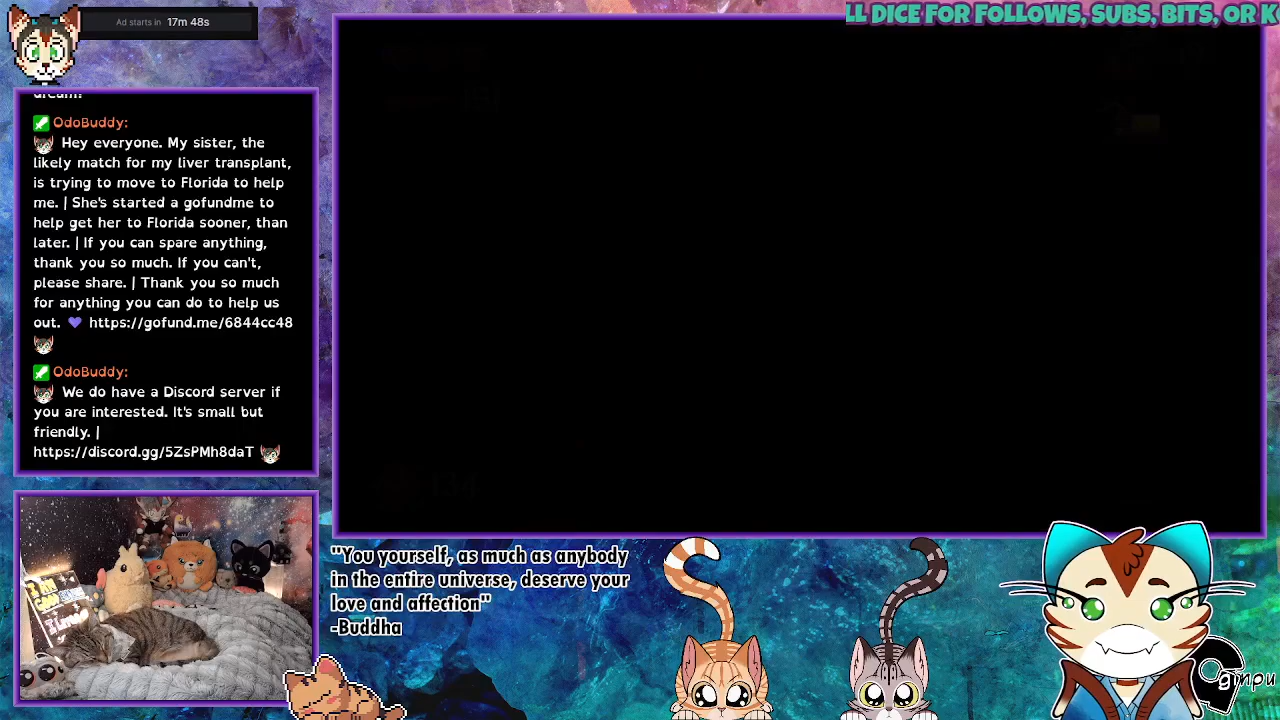 Ad starts in 17m 48s
LL DICE FOR FOLLOWS, SUBS, BITS, OR K
dream!
OdoBuddy:
Hey everyone. My sister, the
likely match for my liver transplant,
is trying to move to Florida to help
me. | She's started a gofundme to
help get her to Florida sooner, than
later. | If you can spare anything,
thank you so much. If you can't,
please share. | Thank you so much
for anything you can do to help us
out. 💜 https://gofund.me/6844cc48
OdoBuddy:
We do have a Discord server if
you are interested. It's small but
friendly. |
https://discord.gg/5ZsPMh8daT
134
I AM
"You yourself, as much as anybody
in the entire universe, deserve your
love and affection"
-Buddha